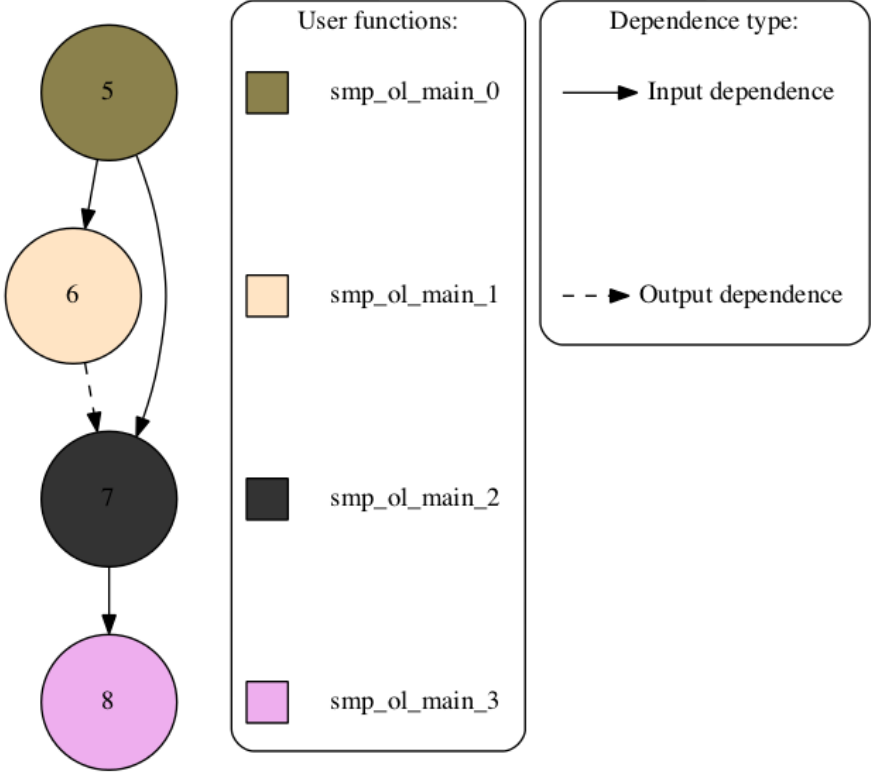 5
6
7
8
User functions:
smp_ol_main_0
smp_ol_main_1
smp_ol_main_2
smp_ol_main_3
Dependence type:
Input dependence
Output dependence